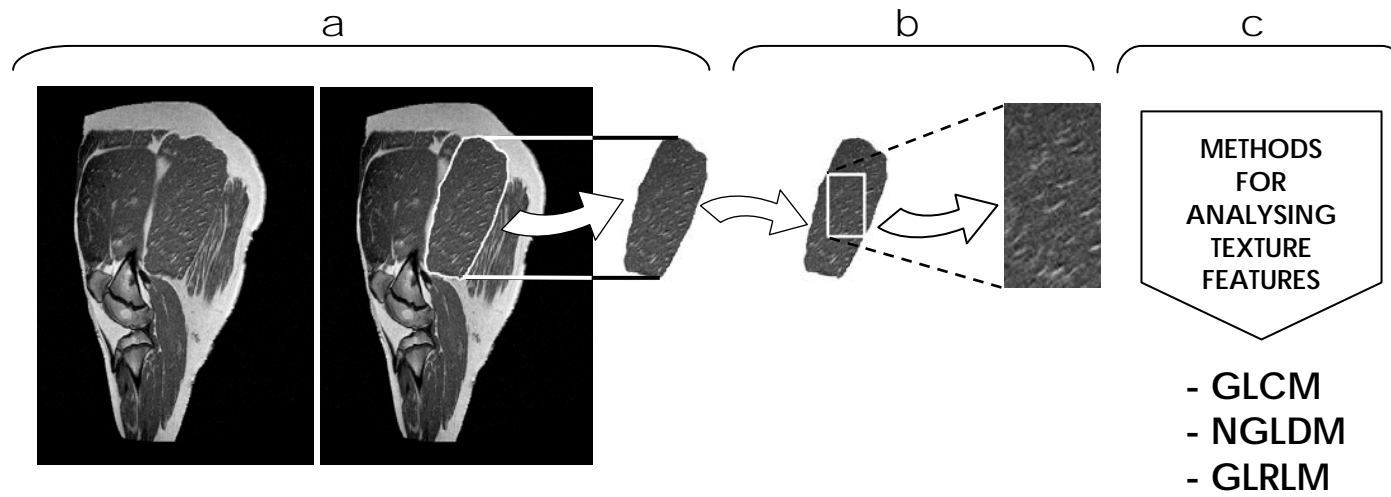 a
b
c
METHODS
FOR
ANALYSING
TEXTURE
FEATURES
- GLCM
- NGLDM
- GLRLM